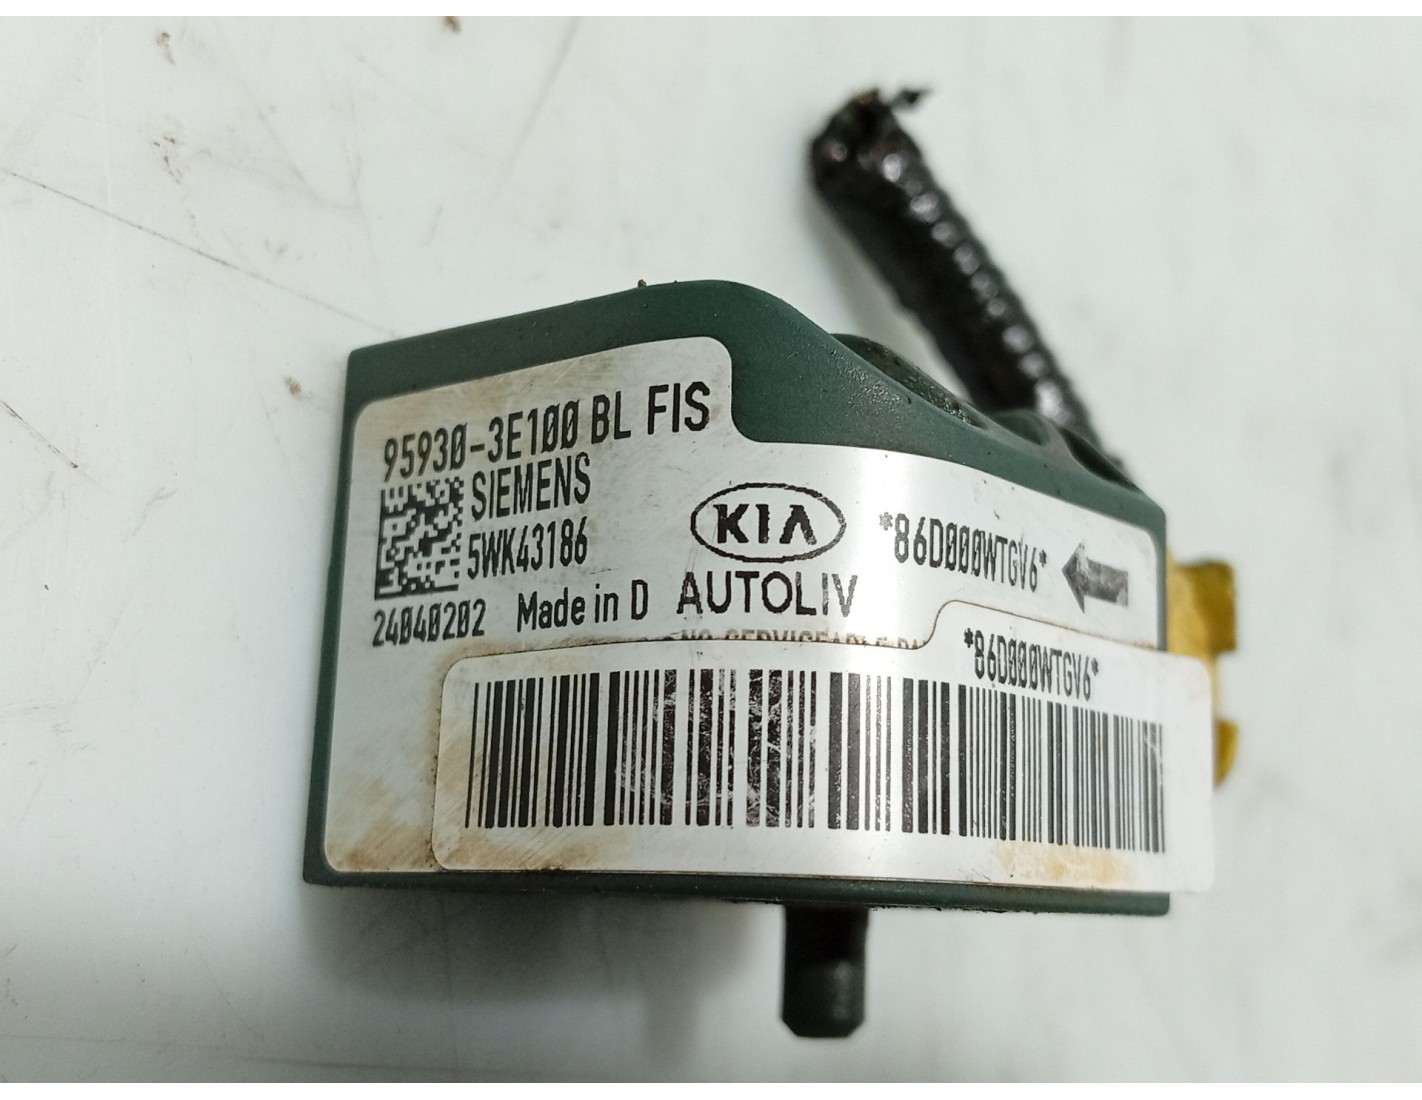 95930-3E100 BL FIS
SIEMENS
5WK43186
24040202 Made in D
KIA
AUTOLIV
*86D000WTGV6*
*86D000WTGV6*